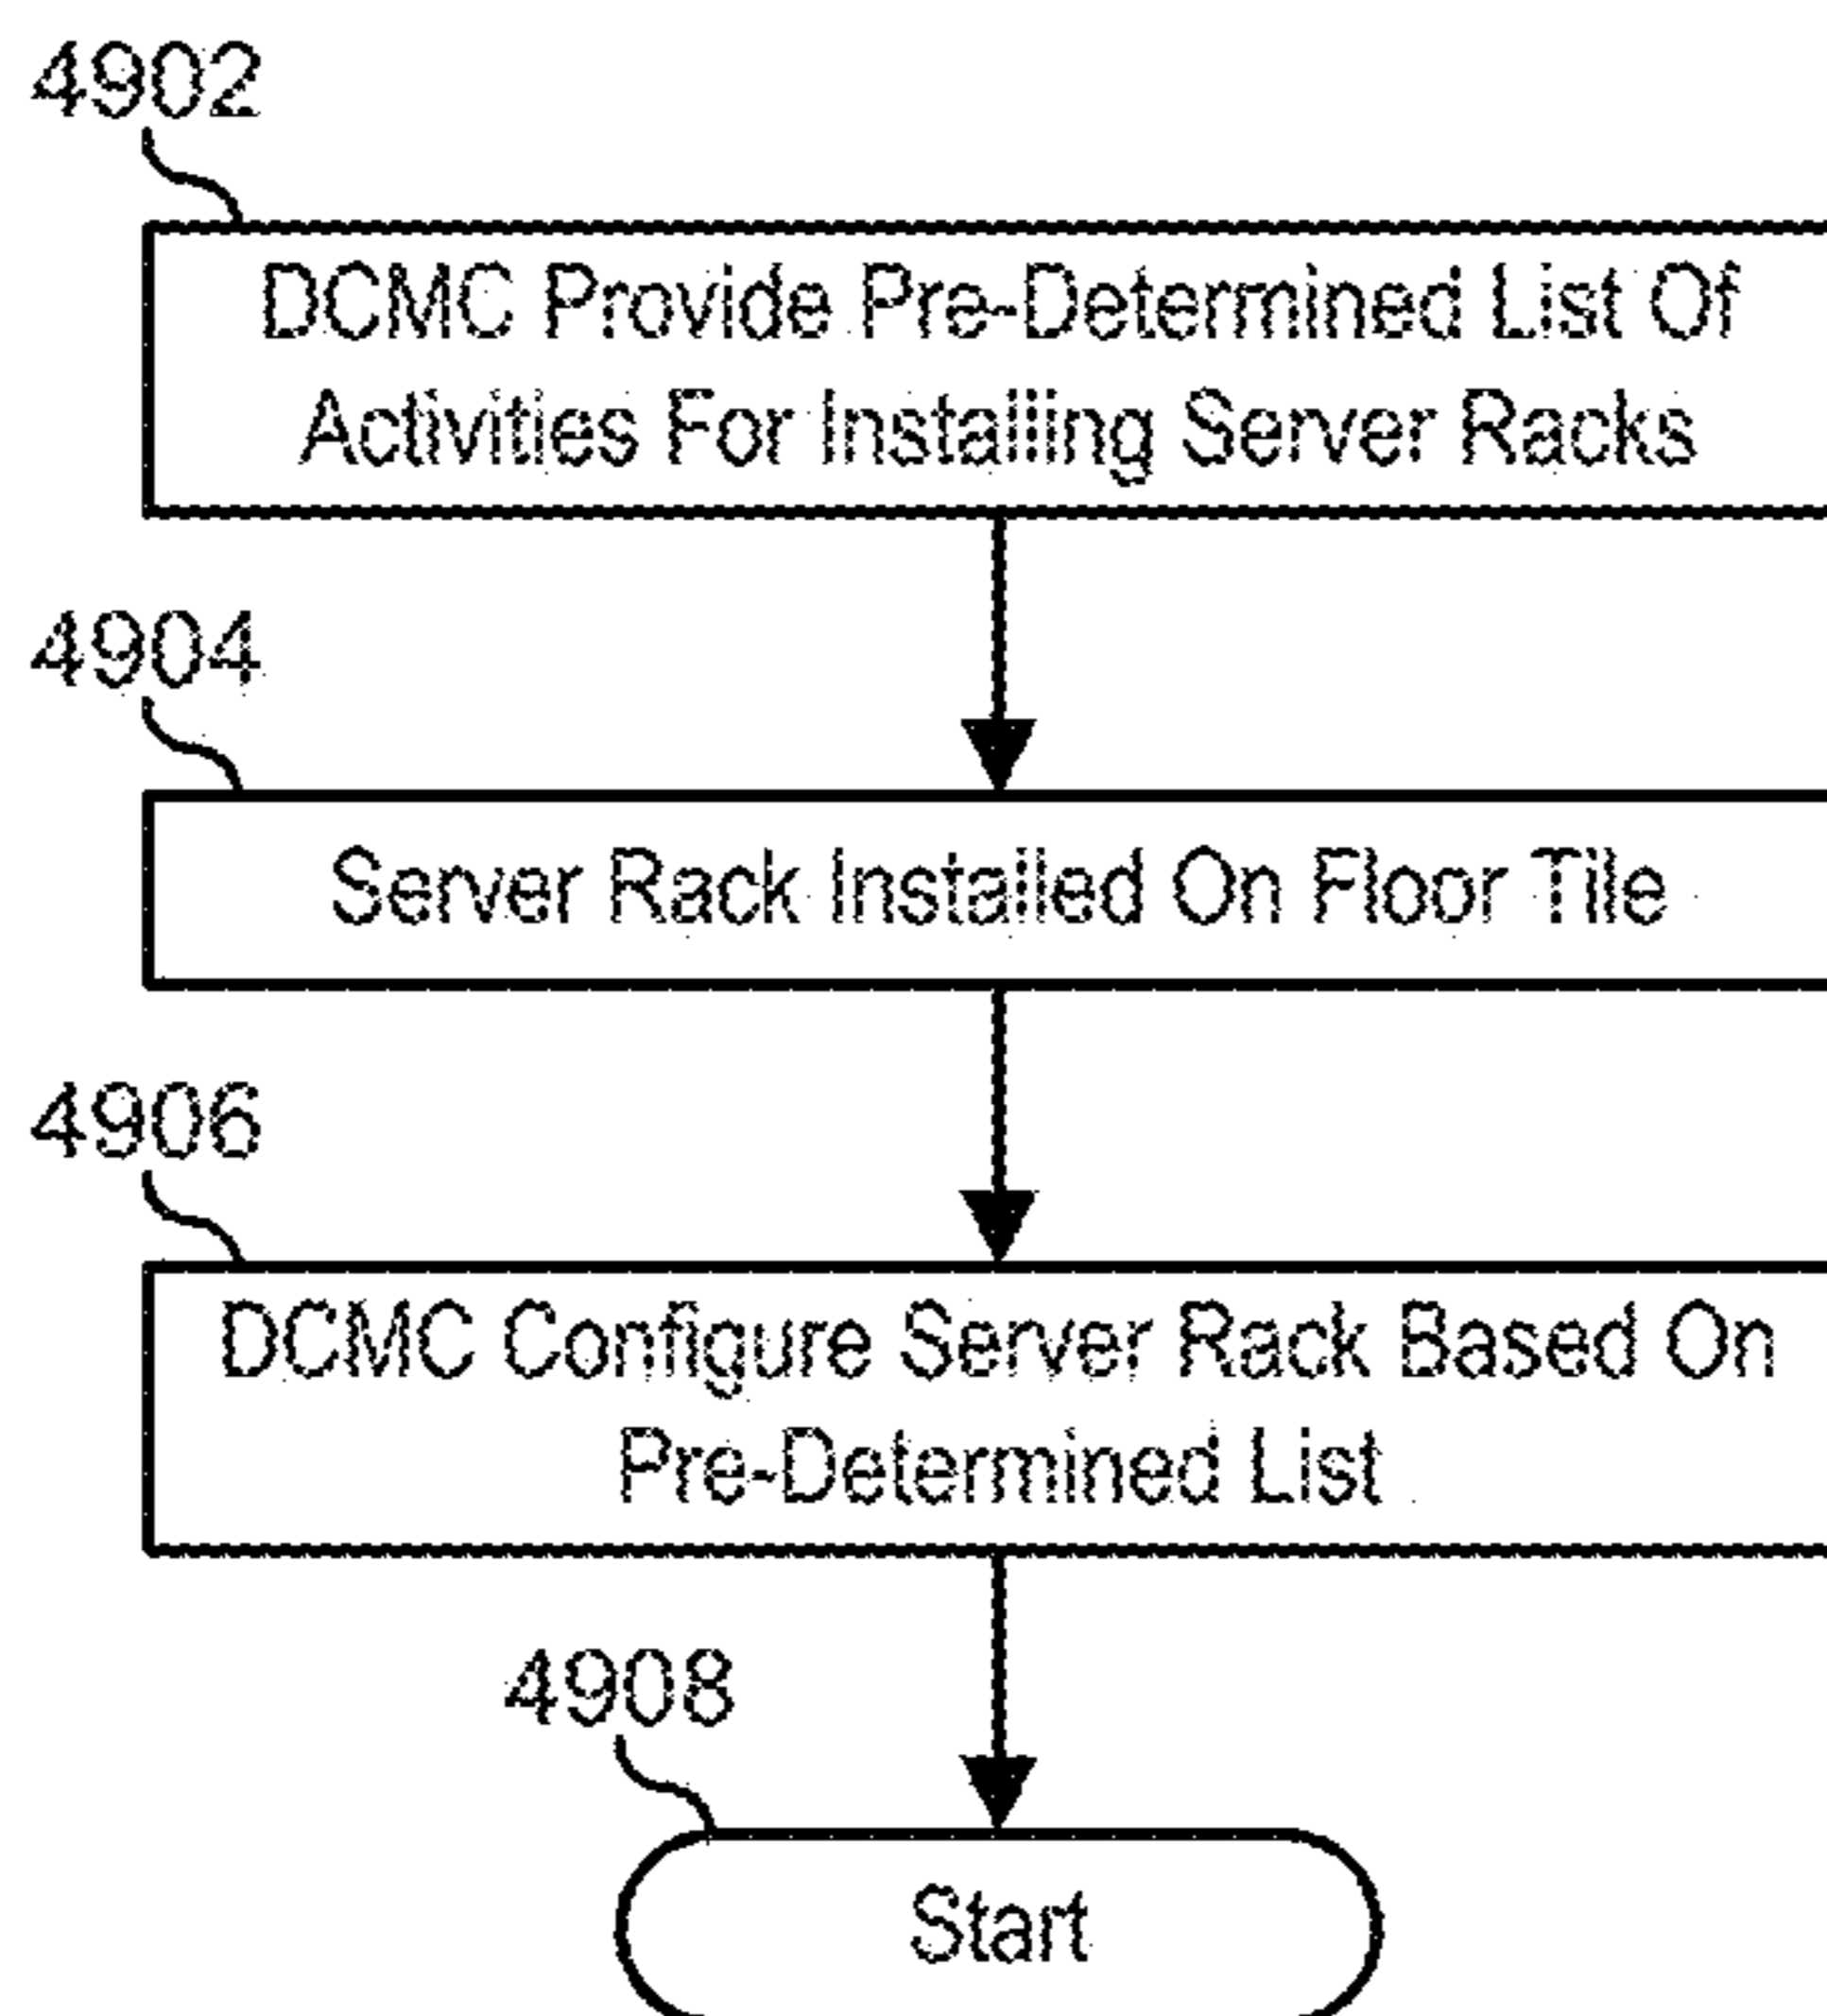 4902
DCMC Provide Pre-Determined List Of
Activities For Installing Server Racks
4904
Server Rack Installed On Floor Tile
4906
DCMC Configure Server Rack Based On
Pre-Determined List
4908
Start